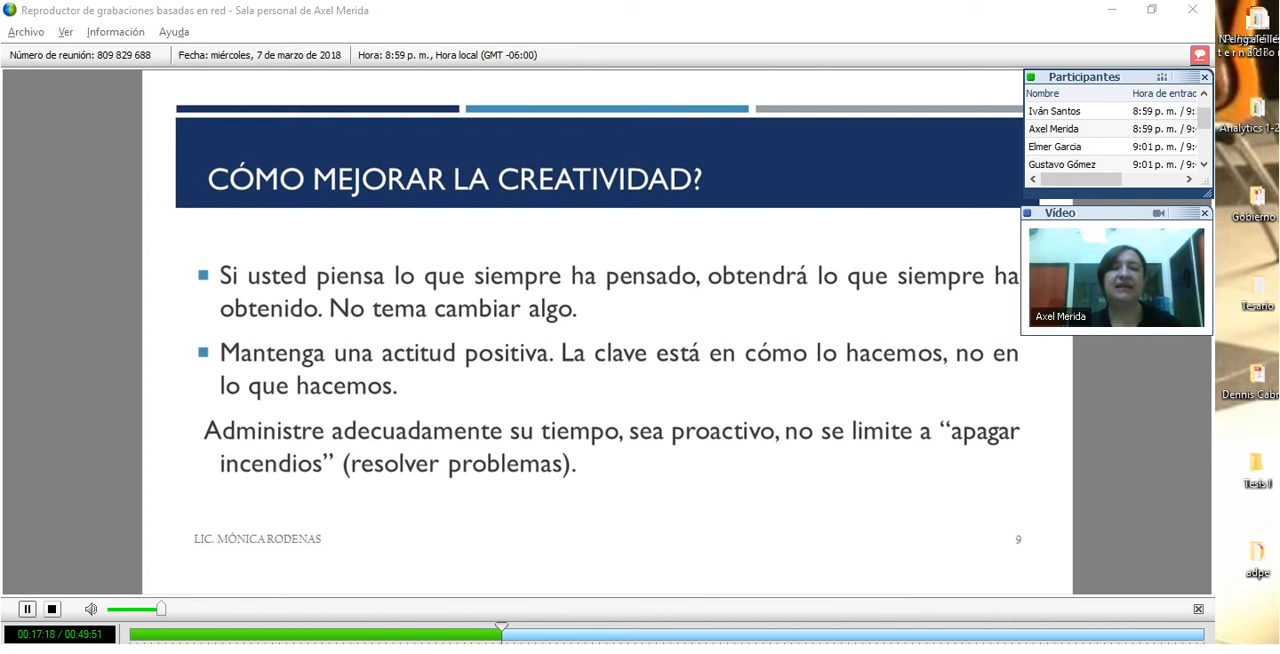 Reproductor de grabaciones basadas en red - Sala personal de Axel Merida
Archivo Ver Información Ayuda
Número de reunión: 809 829 688 Fecha: miércoles, 7 de marzo de 2018 Hora: 8:59 p. m., Hora local (GMT -06:00)
CÓMO MEJORAR LA CREATIVIDAD?
Si usted piensa lo que siempre ha pensado, obtendrá lo que siempre ha
obtenido. No tema cambiar algo.
Mantenga una actitud positiva. La clave está en cómo lo hacemos, no en
lo que hacemos.
Administre adecuadamente su tiempo, sea proactivo, no se limite a “apagar
incendios” (resolver problemas).
LIC. MÓNICA RODENAS
9
Participantes
Nombre Hora de entrad
Iván Santos 8:59 p. m. / 9:
Axel Merida 8:59 p. m. / 9:
Elmer Garcia 9:01 p. m. / 9:
Gustavo Gómez 9:01 p. m. / 9:
Vídeo
Axel Merida
Analytics 1-2
Gobierno
Tesario
Dennis Cabr
Tesis I
adpe
00:17:18 / 00:49:51